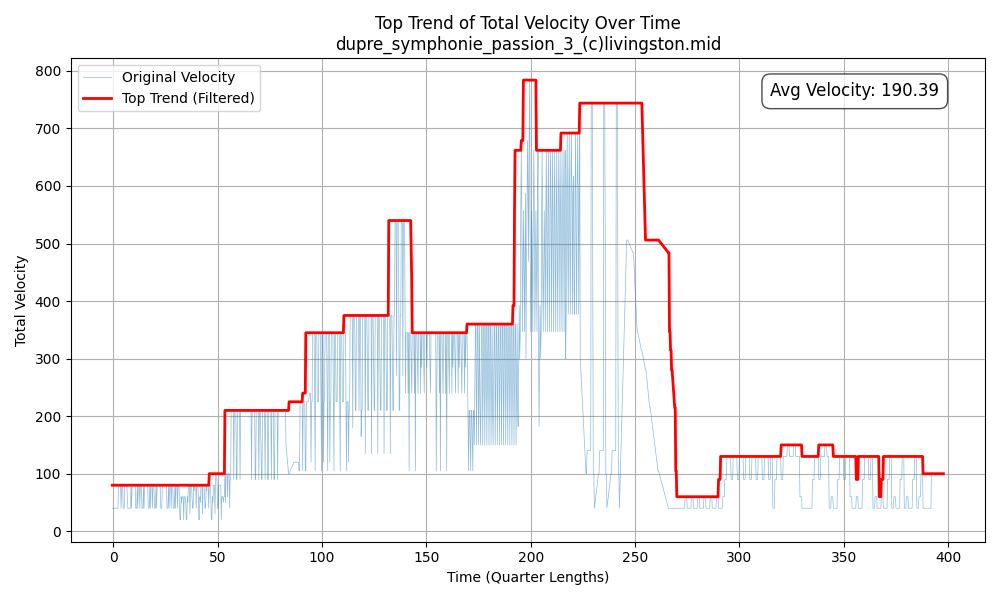 Top Trend of Total Velocity Over Time
dupre_symphonie_passion_3_(c)livingston.mid
Original Velocity
Top Trend (Filtered)
Avg Velocity: 190.39
Total Velocity
800
700
600
500
400
300
200
100
0
0 50 100 150 200 250 300 350 400
Time (Quarter Lengths)